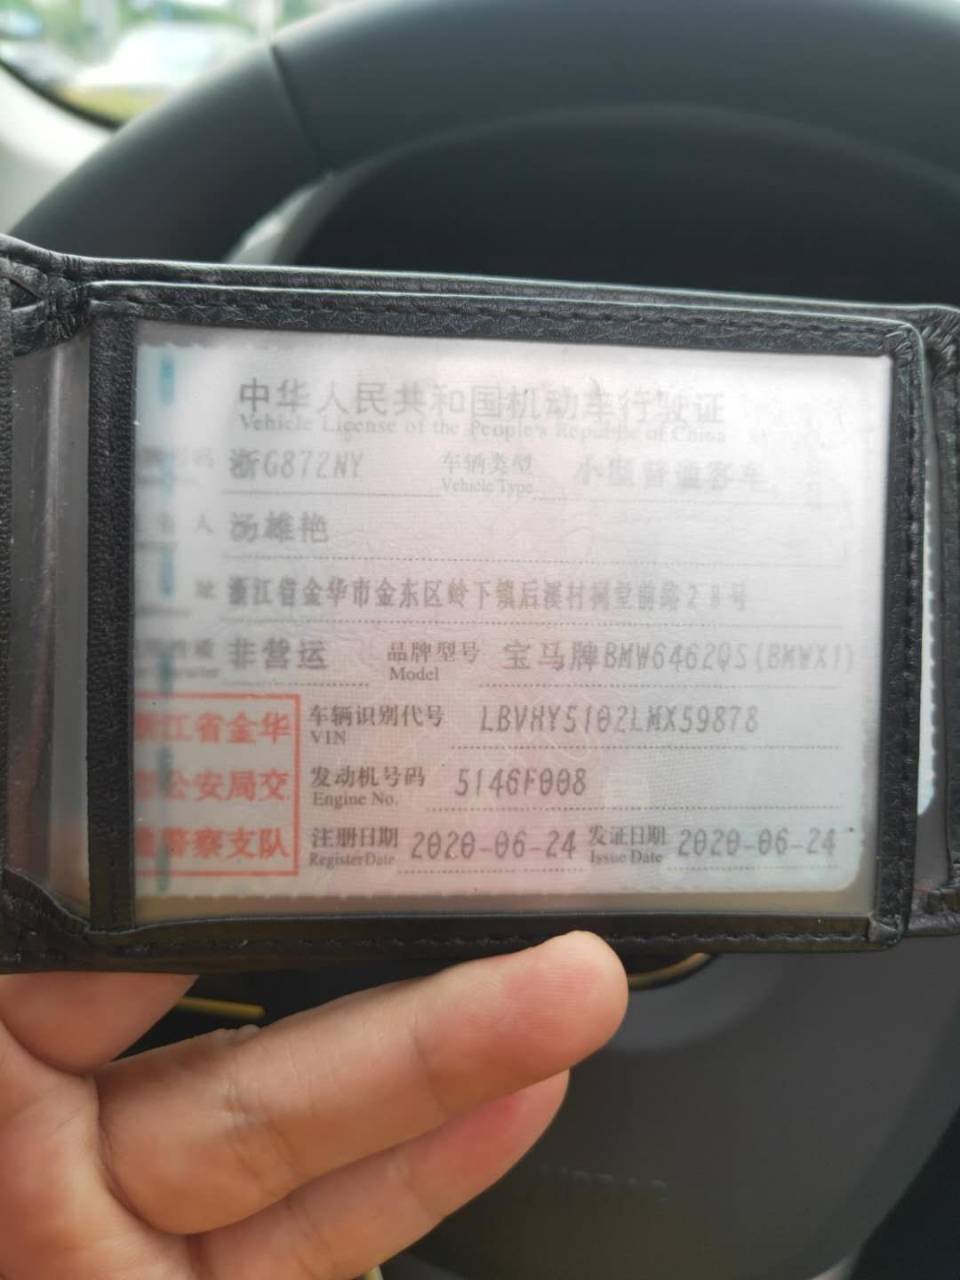 中华人民共和国机动车行驶证
Vehicle License of the People's Republic of China
浙G872NY 车辆类型 小型普通客车
Vehicle Type
人 汤雄艳
址 浙江省金华市金东区岭下镇后溪村祠堂前路28号
非营运 品牌型号 宝马牌BMW6462QS(BMWX1)
Model
浙江省金华 车辆识别代号 LBVHY5102LMX59878
VIN
公安局交 发动机号码 5146F008
Engine No.
警察支队 注册日期 2020-06-24 发证日期 2020-06-24
Register Date Issue Date